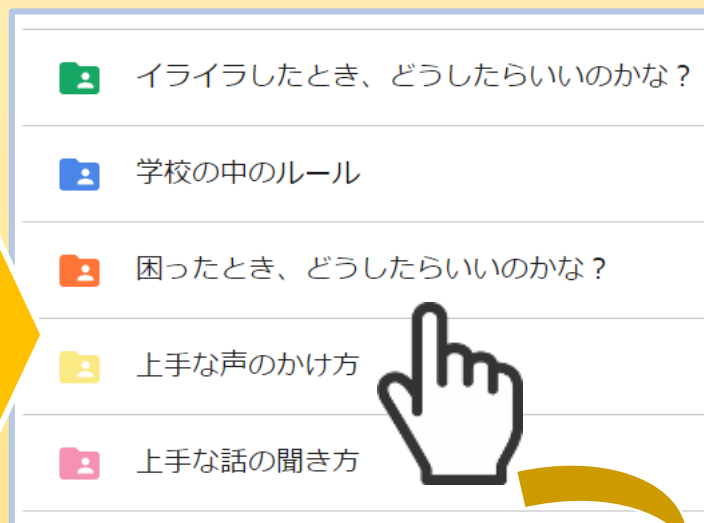 イライラしたとき、どうしたらいいのかな？
学校の中のルール
困ったとき、どうしたらいいのかな？
上手な声のかけ方
上手な話の聞き方